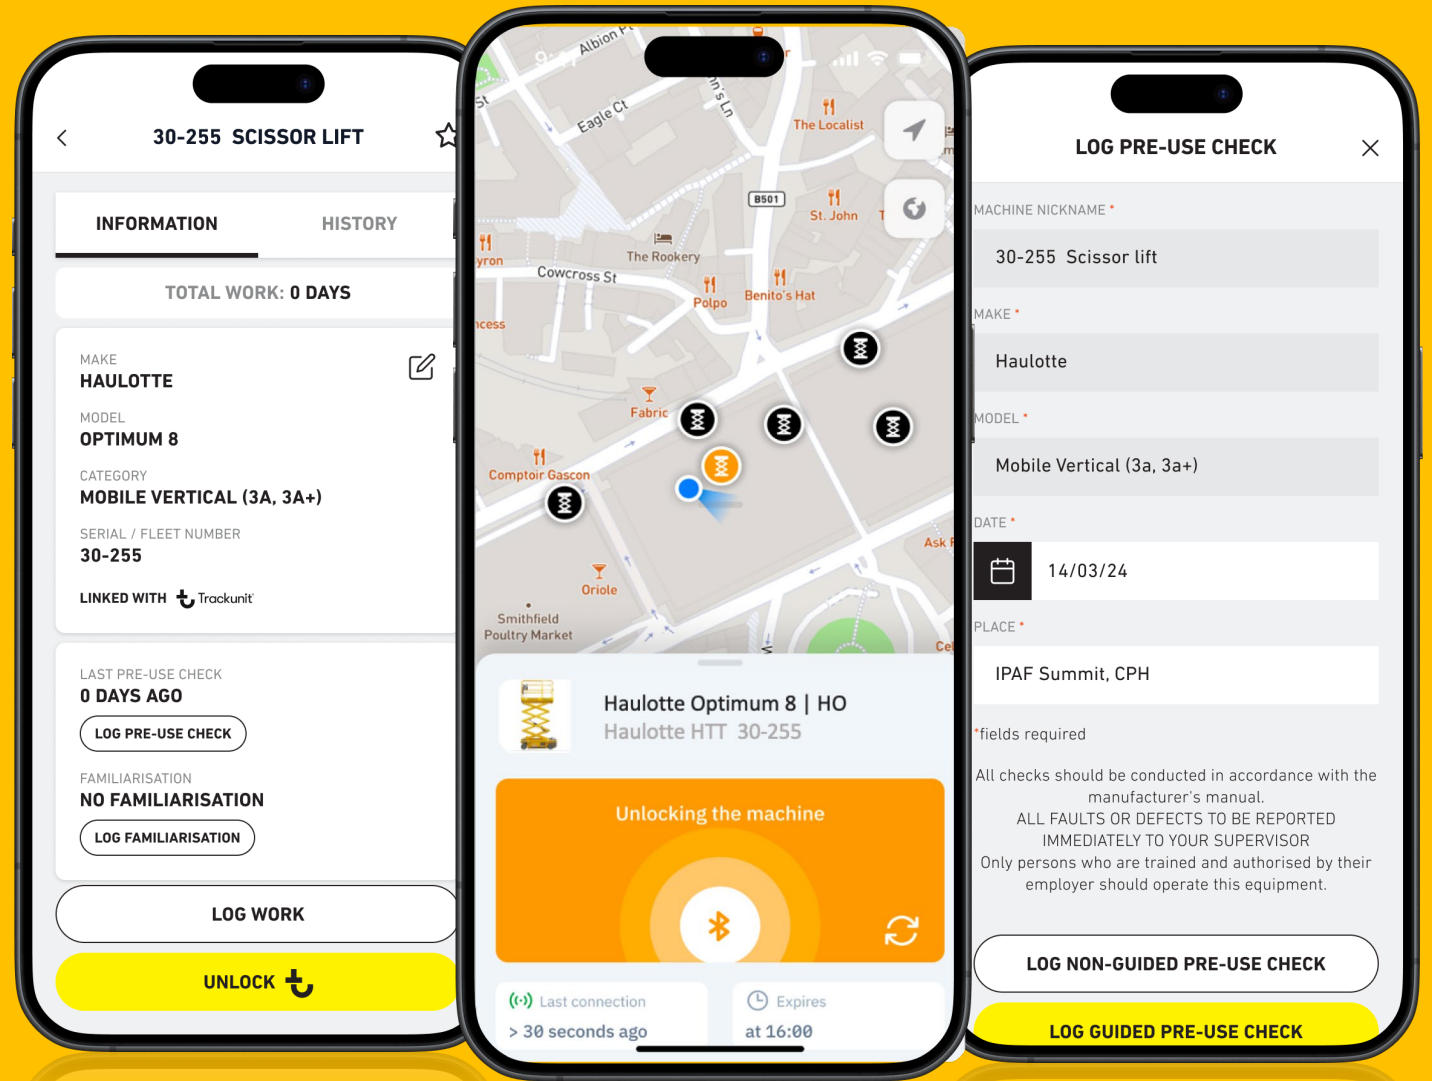 30-255 SCISSOR LIFT
INFORMATION
HISTORY
TOTAL WORK: 0 DAYS
MAKE
HAULOTTE
MODEL
OPTIMUM 8
CATEGORY
MOBILE VERTICAL (3A, 3A+)
SERIAL / FLEET NUMBER
30-255
LINKED WITH Trackunit
LAST PRE-USE CHECK
0 DAYS AGO
LOG PRE-USE CHECK
FAMILIARISATION
NO FAMILIARISATION
LOG FAMILIARISATION
LOG WORK
UNLOCK
Albion Pl
St
Eagle Ct
n's Ln
The Localist
B501
St. John
The Rookery
yron
Cowcross St
Polpo
Benito's Hat
ncess
Fabric
Comptoir Gascon
Ask
Oriole
Smithfield
Poultry Market
Haulotte Optimum 8 | HO
Haulotte HTT 30-255
Unlocking the machine
Last connection
> 30 seconds ago
Expires
at 16:00
LOG PRE-USE CHECK
MACHINE NICKNAME *
30-255 Scissor lift
MAKE *
Haulotte
MODEL *
Mobile Vertical (3a, 3a+)
DATE *
14/03/24
PLACE *
IPAF Summit, CPH
*fields required
All checks should be conducted in accordance with the
manufacturer's manual.
ALL FAULTS OR DEFECTS TO BE REPORTED
IMMEDIATELY TO YOUR SUPERVISOR
Only persons who are trained and authorised by their
employer should operate this equipment.
LOG NON-GUIDED PRE-USE CHECK
LOG GUIDED PRE-USE CHECK